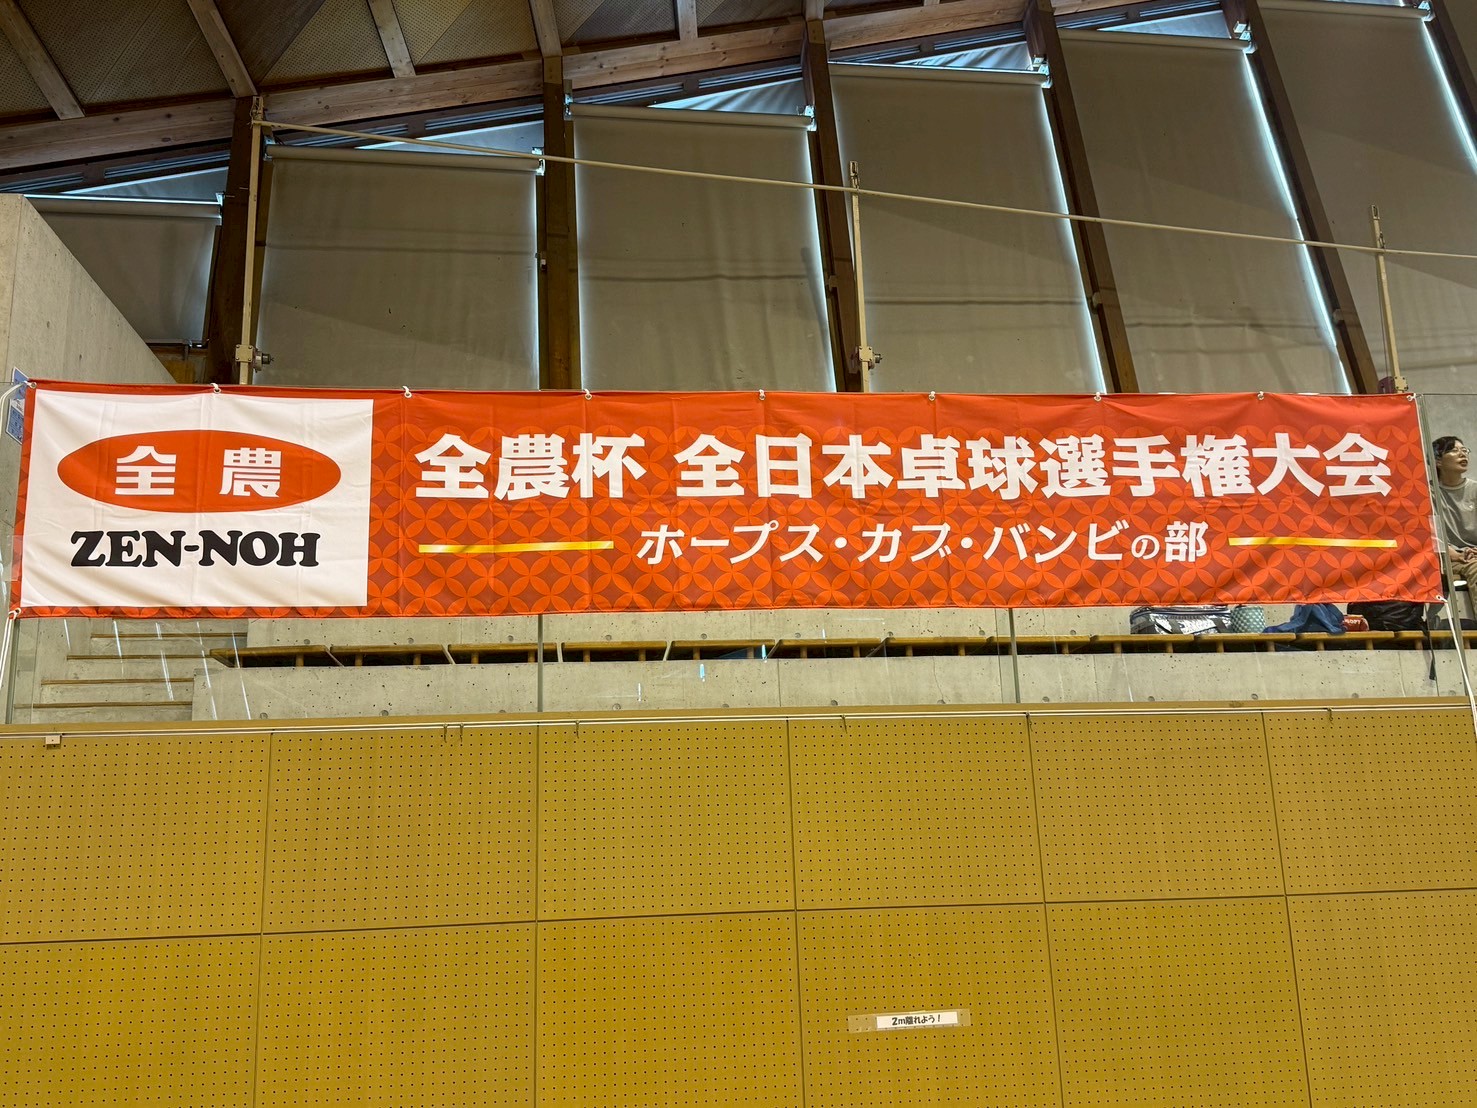 全農
ZEN-NOH
全農杯 全日本卓球選手権大会
ホープス・カブ・バンビの部
2m離れよう!